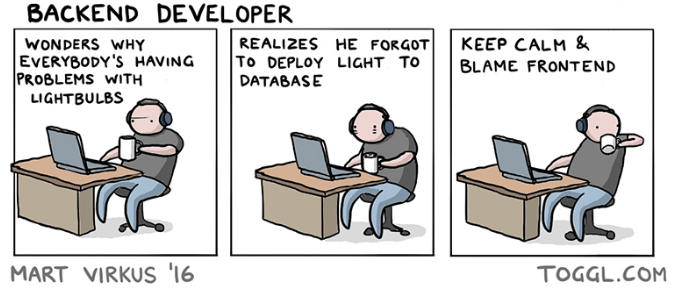 BACKEND DEVELOPER
WONDERS WHY
EVERYBODY'S HAVING
PROBLEMS WITH
LIGHTBULBS
REALIZES HE FORGOT
TO DEPLOY LIGHT TO
DATABASE
KEEP CALM &
BLAME FRONTEND
MART VIRKUS '16
TOGGL.COM